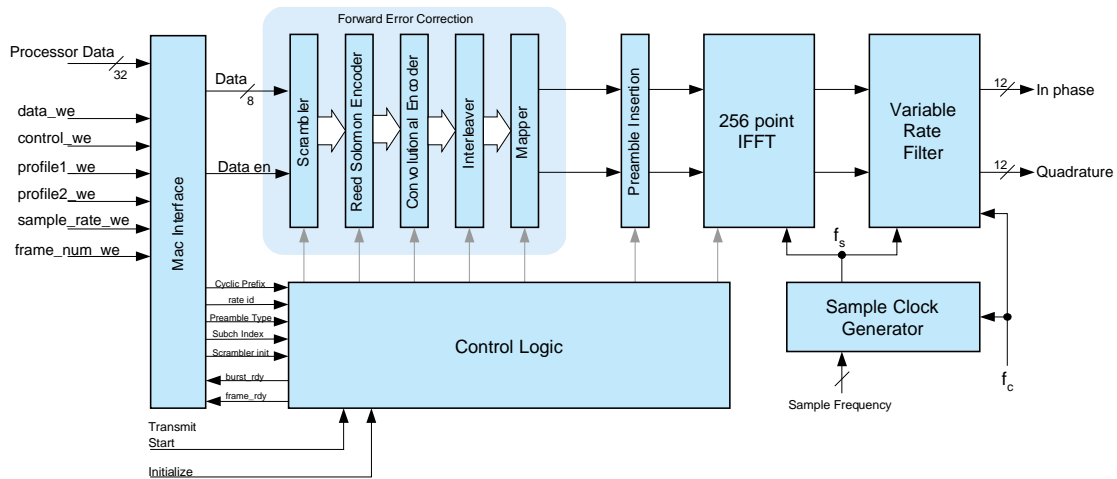 Forward Error Correction
Processor Data
32
data_we
control_we
profile1_we
profile2_we
sample_rate_we
frame_num_we
Mac Interface
Data
8
Data en
Scrambler
Reed Solomon Encoder
Convolutional Encoder
Interleaver
Mapper
Preamble Insertion
256 point
IFFT
Variable
Rate
Filter
12
In phase
12
Quadrature
Cyclic Prefix
rate id
Preamble Type
Subch Index
Scrambler init
burst_rdy
frame_rdy
Control Logic
f_s
Sample Clock
Generator
f_c
Sample Frequency
Transmit
Start
Initialize